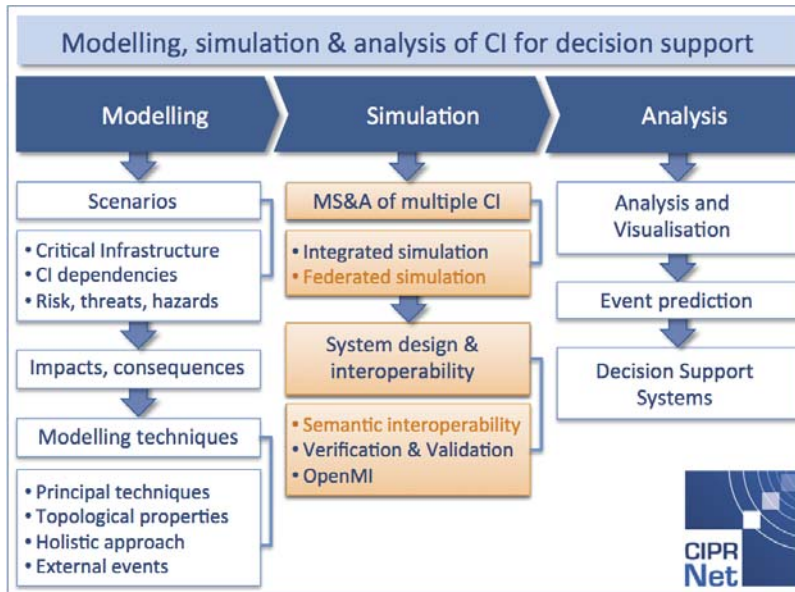 Modelling, simulation & analysis of CI for decision support
Modelling
Simulation
Analysis
Scenarios
• Critical Infrastructure
• CI dependencies
• Risk, threats, hazards
Impacts, consequences
Modelling techniques
• Principal techniques
• Topological properties
• Holistic approach
• External events
MS&A of multiple CI
• Integrated simulation
• Federated simulation
System design &
interoperability
• Semantic interoperability
• Verification & Validation
• OpenMI
Analysis and
Visualisation
Event prediction
Decision Support
Systems
CIPR
Net